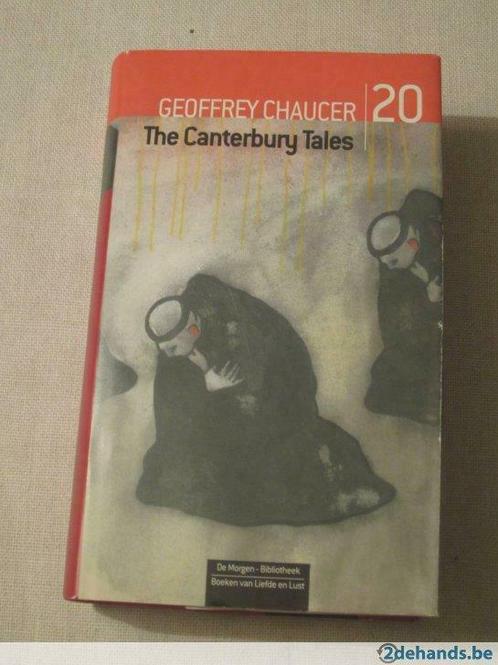 GEOFFREY CHAUCER 20
The Canterbury Tales
De Morgen - Bibliotheek
Boeken van Liefde en Lust
2dehands.be